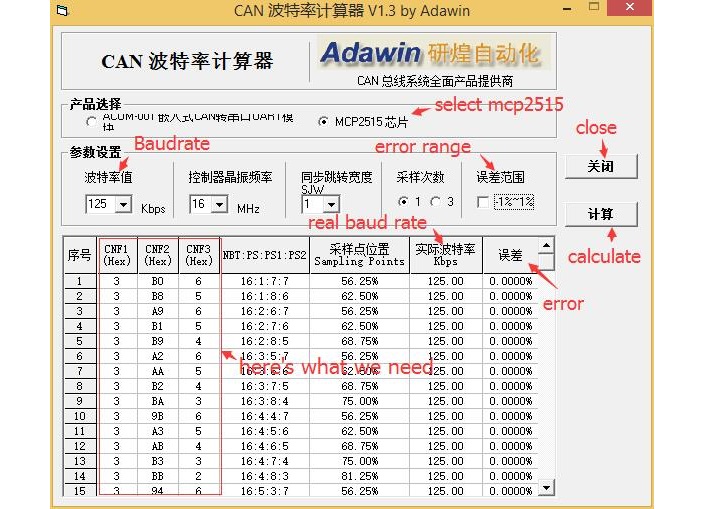 CAN 波特率计算器 V1.3 by Adawin
CAN 波特率计算器
Adawin 研煌自动化
CAN 总线系统全面产品提供商
产品选择
ACUM-001 嵌入式CAN转串口UART模块
MCP2515 芯片
select mcp2515
close
关闭
参数设置
Baudrate
error range
波特率值
控制器晶振频率
同步跳转宽度
SJW
采样次数
误差范围
125 Kbps
16 MHz
1
1 3
-1%~1%
计算
calculate
real baud rate
序号 CNF1 (Hex) CNF2 (Hex) CNF3 (Hex) NBT:PS:PS1:PS2 采样点位置 Sampling Points 实际波特率 Kbps 误差
error
1 3 B0 6 16:1:7:7 56.25% 125.00 0.0000%
2 3 B8 5 16:1:8:6 62.50% 125.00 0.0000%
3 3 A9 6 16:2:6:7 56.25% 125.00 0.0000%
4 3 B1 5 16:2:7:6 62.50% 125.00 0.0000%
5 3 B9 4 16:2:8:5 68.75% 125.00 0.0000%
6 3 A2 6 16:3:5:7 56.25% 125.00 0.0000%
here's what we need
7 3 AA 5 16:3:6:6 62.50% 125.00 0.0000%
8 3 B2 4 16:3:7:5 68.75% 125.00 0.0000%
9 3 BA 3 16:3:8:4 75.00% 125.00 0.0000%
10 3 9B 6 16:4:4:7 56.25% 125.00 0.0000%
11 3 A3 5 16:4:5:6 62.50% 125.00 0.0000%
12 3 AB 4 16:4:6:5 68.75% 125.00 0.0000%
13 3 B3 3 16:4:7:4 75.00% 125.00 0.0000%
14 3 BB 2 16:4:8:3 81.25% 125.00 0.0000%
15 3 94 6 16:5:3:7 56.25% 125.00 0.0000%